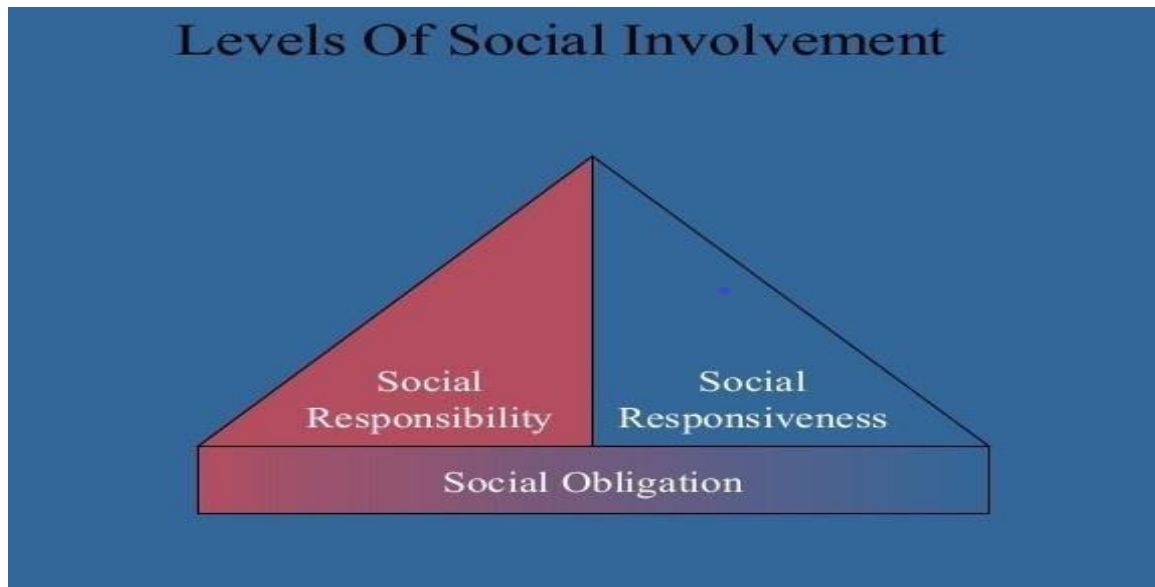 Levels Of Social Involvement
Social
Responsibility
Social
Responsiveness
Social Obligation